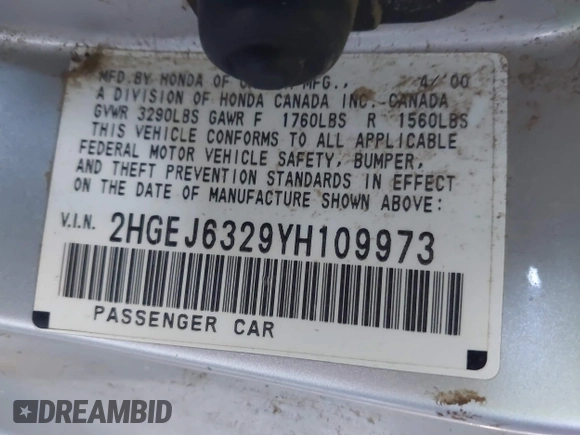 MFD. BY HONDA OF MFG., 4/00
A DIVISION OF HONDA CANADA INC.-CANADA
GVWR 3290LBS GAWR F 1760LBS R 1560LBS
THIS VEHICLE CONFORMS TO ALL APPLICABLE
FEDERAL MOTOR VEHICLE SAFETY, BUMPER,
AND THEFT PREVENTION STANDARDS IN EFFECT
ON THE DATE OF MANUFACTURE SHOWN ABOVE:
V.I.N. 2HGEJ6329YH109973
PASSENGER CAR
DREAMBID